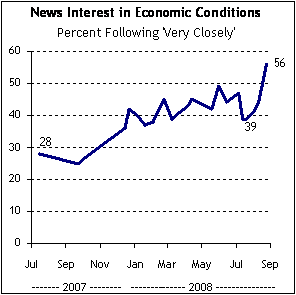 News Interest in Economic Conditions
Percent Following 'Very Closely'
60
56
50
40
39
30
28
20
10
0
Jul Sep Nov Jan Mar May Jul Sep
-------- 2007 -------- -------------- 2008 --------------